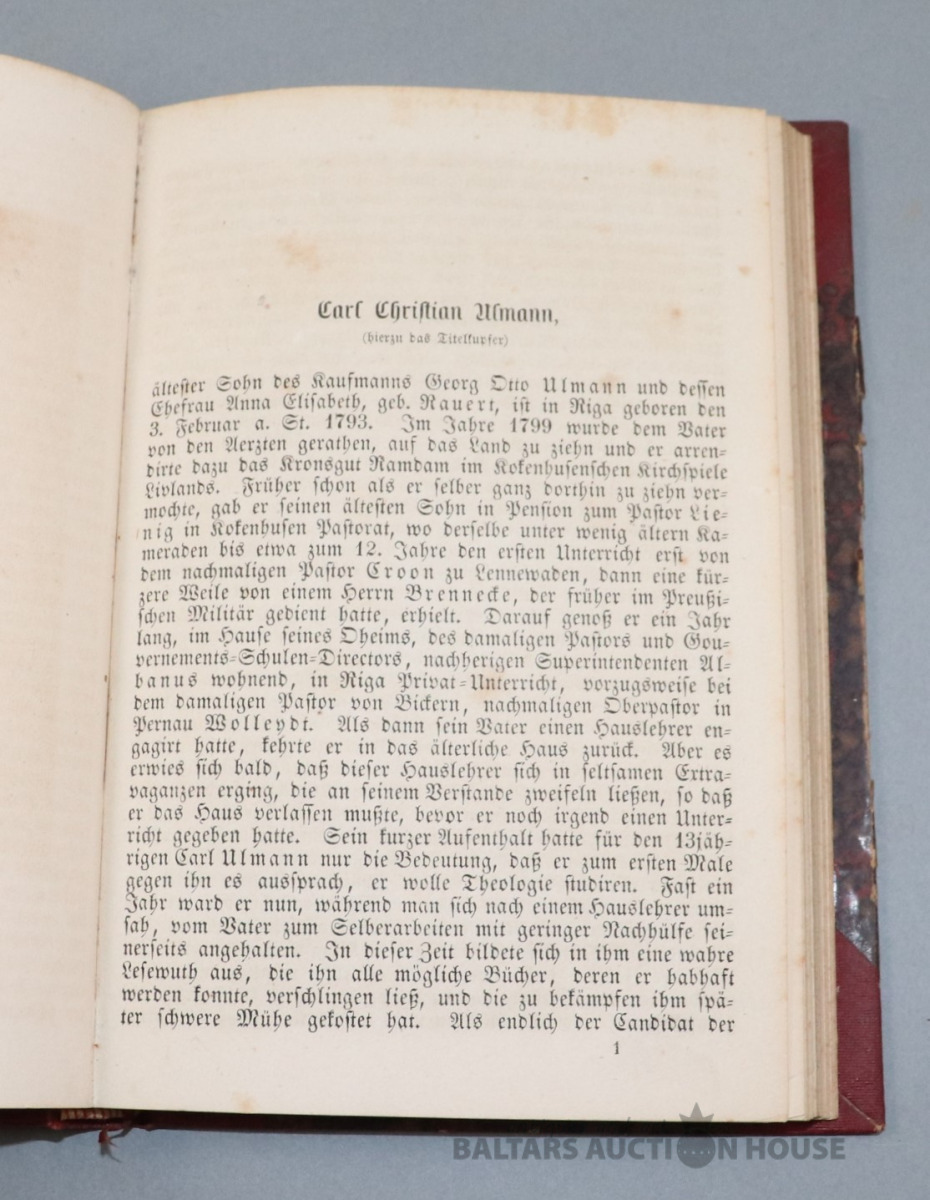 Carl Christian Ulmann,
(hierzu das Titelkupfer)
ältester Sohn des Kaufmanns Georg Otto Ulmann und dessen
Ehefrau Anna Elisabeth, geb. Rauert, ist in Riga geboren den
3. Februar a. St. 1793. Im Jahre 1799 wurde dem Vater
von den Aerzten gerathen, auf das Land zu ziehn und er arren-
dirte dazu das Kronsgut Ramdam im Kokenhusenschen Kirchspiele
Livlands. Früher schon als er selber ganz dorthin zu ziehn ver-
mochte, gab er seinen ältesten Sohn in Pension zum Pastor Lie-
nig in Kokenhusen Pastorat, wo derselbe unter wenig ältern Ka-
meraden bis etwa zum 12. Jahre den ersten Unterricht erst von
dem nachmaligen Pastor Croon zu Lennewaden, dann eine kür-
zere Weile von einem Herrn Brennecke, der früher im Preußi-
schen Militär gedient hatte, erhielt. Darauf genoß er ein Jahr
lang, im Hause seines Oheims, des damaligen Pastors und Gou-
vernements-Schulen-Directors, nachherigen Superintendenten Al-
banus wohnend, in Riga Privat-Unterricht, vorzugsweise bei
dem damaligen Pastor von Bickern, nachmaligen Oberpastor in
Pernau Wolleydt. Als dann sein Vater einen Hauslehrer en-
gagirt hatte, kehrte er in das älterliche Haus zurück. Aber es
erwies sich bald, daß dieser Hauslehrer sich in seltsamen Extra-
vaganzen erging, die an seinem Verstande zweifeln ließen, so daß
er das Haus verlassen mußte, bevor er noch irgend einen Unter-
richt gegeben hatte. Sein kurzer Aufenthalt hatte für den 13jäh-
rigen Carl Ulmann nur die Bedeutung, daß er zum ersten Male
gegen ihn es aussprach, er wolle Theologie studiren. Fast ein
Jahr ward er nun, während man sich nach einem Hauslehrer um-
sah, vom Vater zum Selberarbeiten mit geringer Nachhülfe sei-
nerseits angehalten. In dieser Zeit bildete sich in ihm eine wahre
Lesewuth aus, die ihn alle mögliche Bücher, deren er habhaft
werden konnte, verschlingen ließ, und die zu bekämpfen ihm spä-
ter schwere Mühe gekostet hat. Als endlich der Candidat der
1
BALTARS AUCTION HOUSE